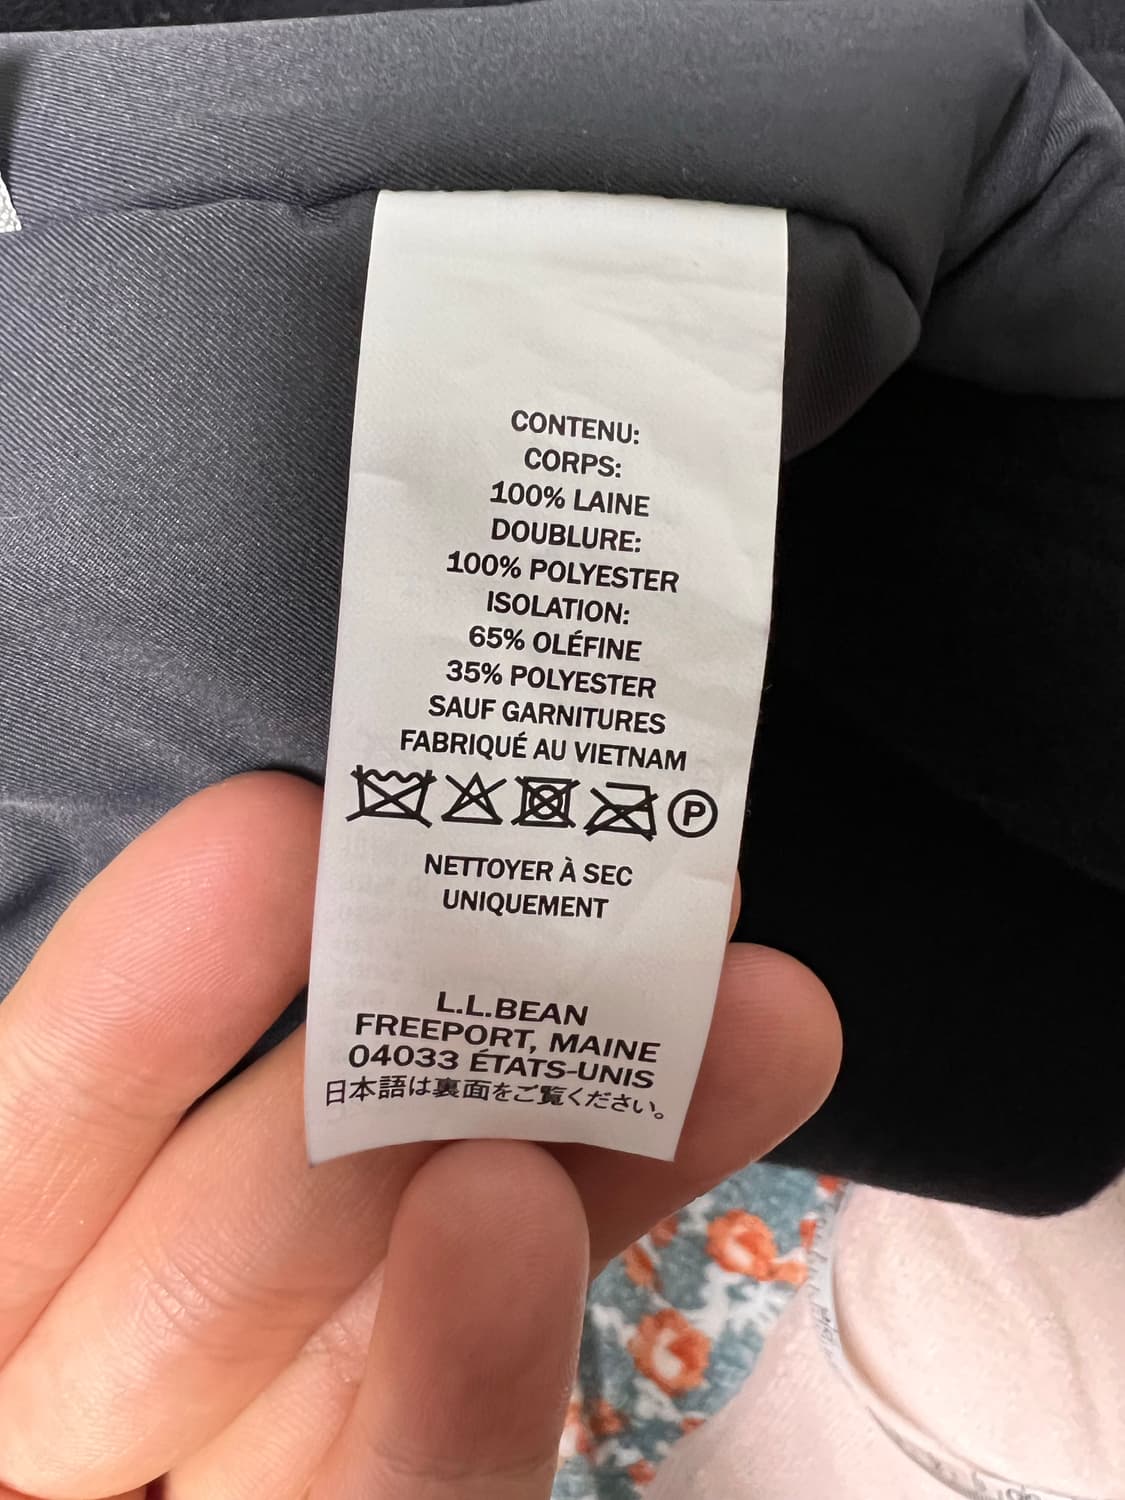 CONTENU:
CORPS:
100% LAINE
DOUBLURE:
100% POLYESTER
ISOLATION:
65% OLÉFINE
35% POLYESTER
SAUF GARNITURES
FABRIQUÉ AU VIETNAM
P
NETTOYER À SEC
UNIQUEMENT
L.L.BEAN
FREEPORT, MAINE
04033 ÉTATS-UNIS
日本語は裏面をご覧ください。